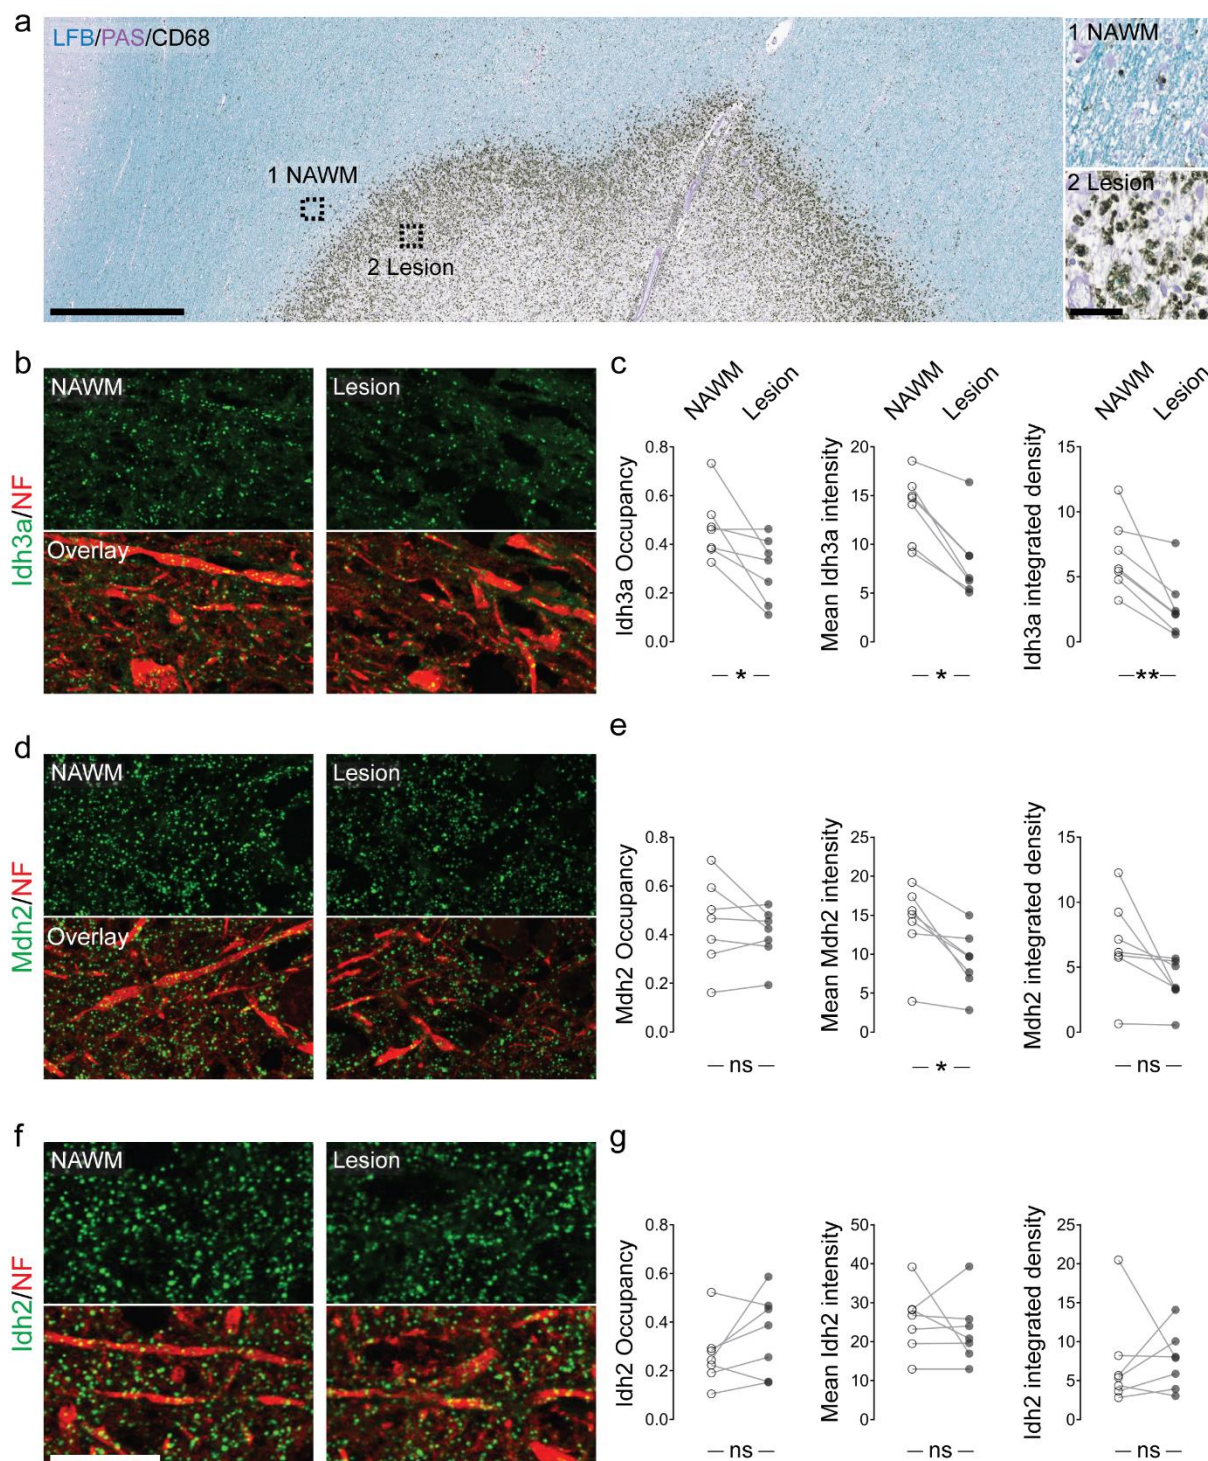 a
LFB/PAS/CD68
1 NAWM
2 Lesion
1 NAWM
2 Lesion
b
Idh3a/NF
NAWM
Lesion
Overlay
c
NAWM
Lesion
NAWM
Lesion
NAWM
Lesion
Idh3a Occupancy
0.8
0.6
0.4
0.2
0.0
*
Mean Idh3a intensity
20
15
10
5
0
*
Idh3a integrated density
15
10
5
0
**
d
Mdh2/NF
NAWM
Lesion
Overlay
e
Mdh2 Occupancy
0.8
0.6
0.4
0.2
0.0
ns
Mean Mdh2 intensity
25
20
15
10
5
0
*
Mdh2 integrated density
15
10
5
0
ns
f
Idh2/NF
NAWM
Lesion
g
Idh2 Occupancy
0.8
0.6
0.4
0.2
0.0
ns
Mean Idh2 intensity
50
40
30
20
10
0
ns
Idh2 integrated density
25
20
15
10
5
0
ns